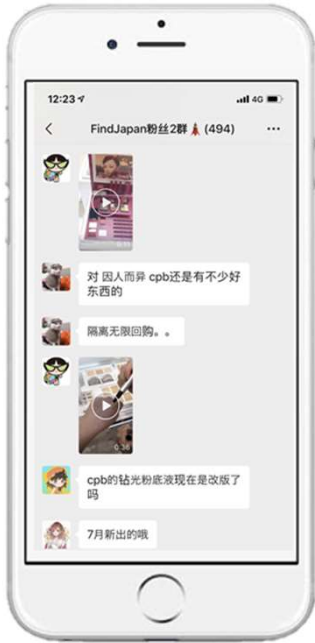 12:23
4G
FindJapan粉丝2群🗼 (494)
对 因人而异 cpb还是有不少好
东西的
隔离无限回购。。
0:36
cpb的钻光粉底液现在是改版了
吗
7月新出的哦